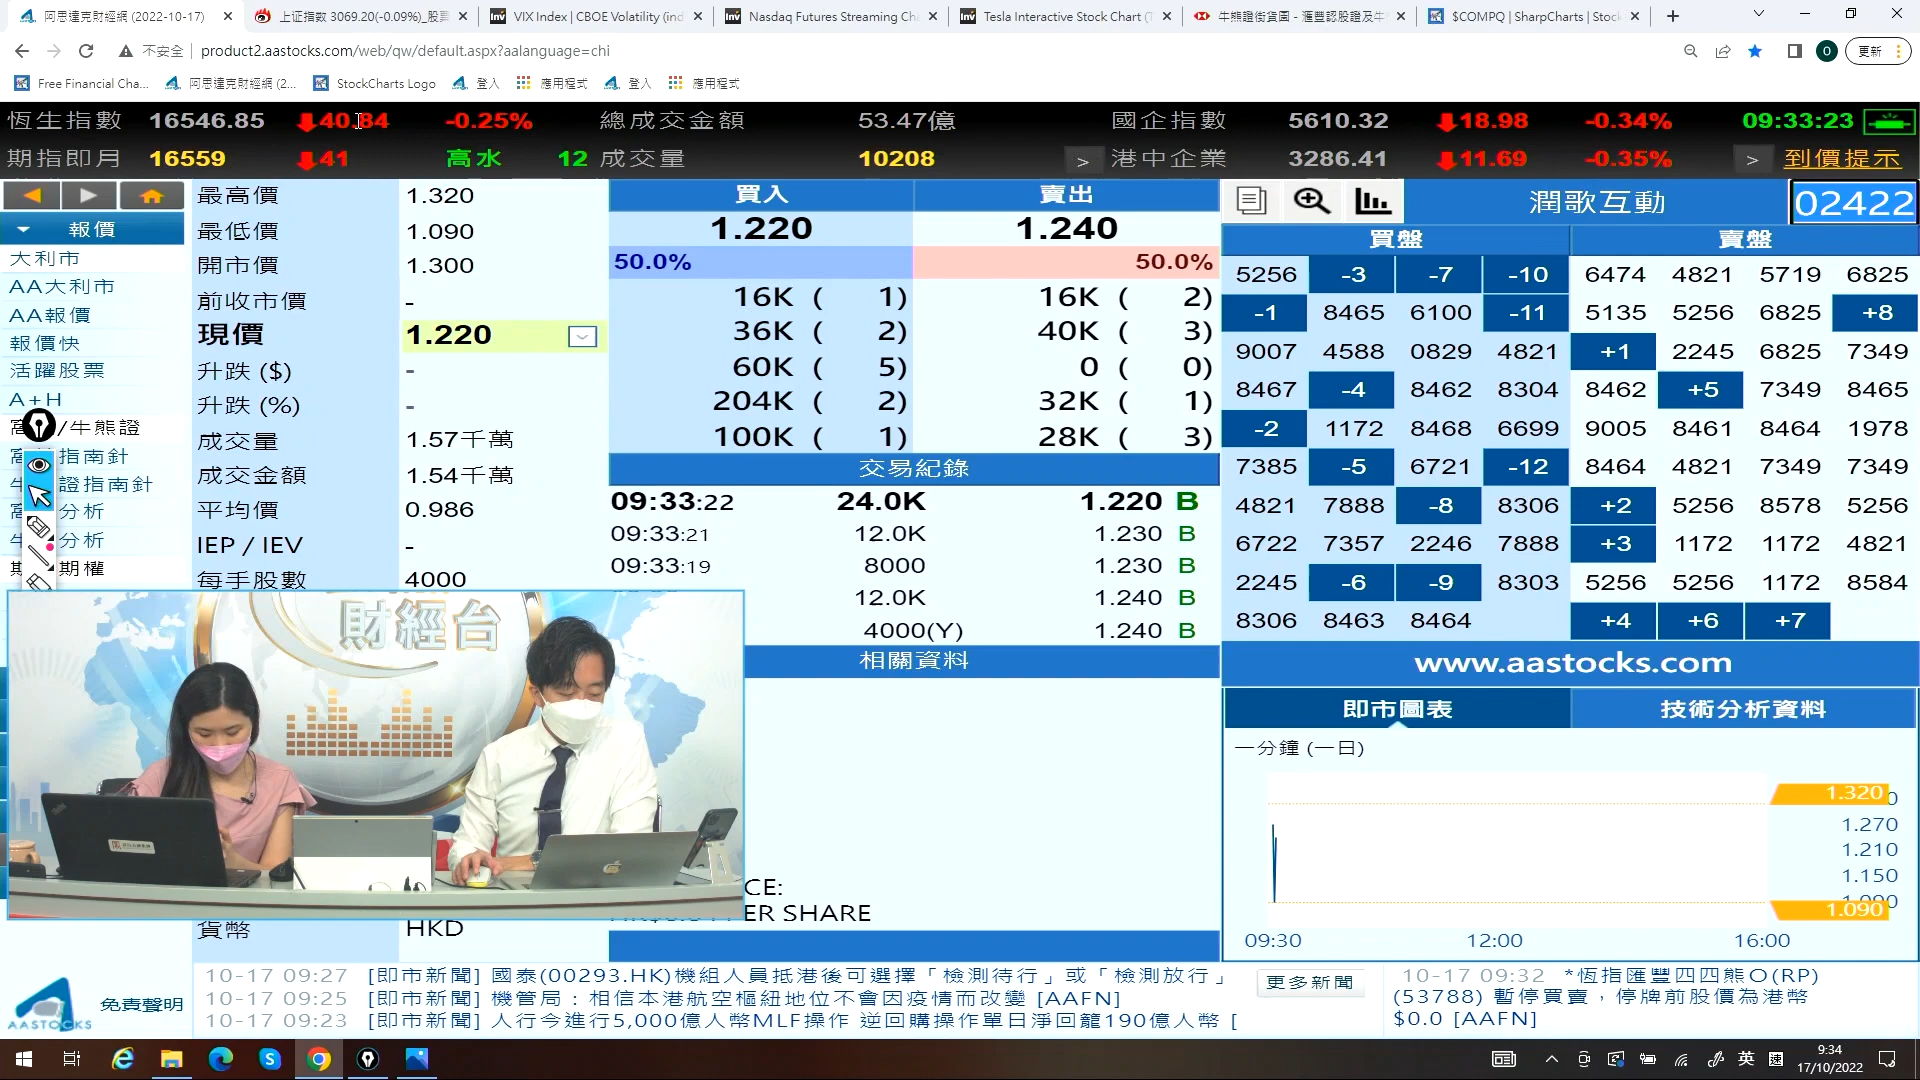 阿思達克財經網 (2022-10-17)
上证指数 3069.20(-0.09%)_股票
VIX Index | CBOE Volatility (ind
Nasdaq Futures Streaming Cha
Tesla Interactive Stock Chart (T
牛熊證街貨圖 - 滙豐認股證及牛
$COMPQ | SharpCharts | Stock
不安全
product2.aastocks.com/web/qw/default.aspx?aalanguage=chi
O
更新
Free Financial Cha...
阿思達克財經網 (2...
StockCharts Logo
登入
應用程式
登入
應用程式
恆生指數 16546.85 40.84 -0.25% 總成交金額 53.47億 國企指數 5610.32 18.98 -0.34% 09:33:23
期指即月 16559 41 高水 12 成交量 10208 > 港中企業 3286.41 11.69 -0.35% > 到價提示
報價
大利市
AA大利市
AA報價
報價快
活躍股票
A+H
/牛熊證
指南針
證指南針
分析
分析
期權
最高價 1.320
最低價 1.090
開市價 1.300
前收市價 -
現價 1.220
升跌 ($) -
升跌 (%) -
成交量 1.57千萬
成交金額 1.54千萬
平均價 0.986
IEP / IEV -
每手股數 4000
貨幣 HKD
買入 賣出
1.220 1.240
50.0% 50.0%
16K ( 1) 16K ( 2)
36K ( 2) 40K ( 3)
60K ( 5) 0 ( 0)
204K ( 2) 32K ( 1)
100K ( 1) 28K ( 3)
交易紀錄
09:33:22 24.0K 1.220 B
09:33:21 12.0K 1.230 B
09:33:19 8000 1.230 B
12.0K 1.240 B
4000(Y) 1.240 B
相關資料
CE:
ER SHARE
潤歌互動 02422
買盤 賣盤
5256 -3 -7 -10 6474 4821 5719 6825
-1 8465 6100 -11 5135 5256 6825 +8
9007 4588 0829 4821 +1 2245 6825 7349
8467 -4 8462 8304 8462 +5 7349 8465
-2 1172 8468 6699 9005 8461 8464 1978
7385 -5 6721 -12 8464 4821 7349 7349
4821 7888 -8 8306 +2 5256 8578 5256
6722 7357 2246 7888 +3 1172 1172 4821
2245 -6 -9 8303 5256 5256 1172 8584
8306 8463 8464 +4 +6 +7
www.aastocks.com
即市圖表 技術分析資料
一分鐘 (一日)
1.320
1.270
1.210
1.150
1.090
09:30 12:00 16:00
財經台
AASTOCKS
免責聲明
10-17 09:27 [即市新聞] 國泰(00293.HK)機組人員抵港後可選擇「檢測待行」或「檢測放行」
10-17 09:25 [即市新聞] 機管局：相信本港航空樞紐地位不會因疫情而改變 [AAFN]
10-17 09:23 [即市新聞] 人行今進行5,000億人幣MLF操作 逆回購操作單日淨回籠190億人幣 [
更多新聞
10-17 09:32 *恆指匯豐四四熊O(RP)
(53788) 暫停買賣，停牌前股價為港幣
$0.0 [AAFN]
英
9:34
17/10/2022